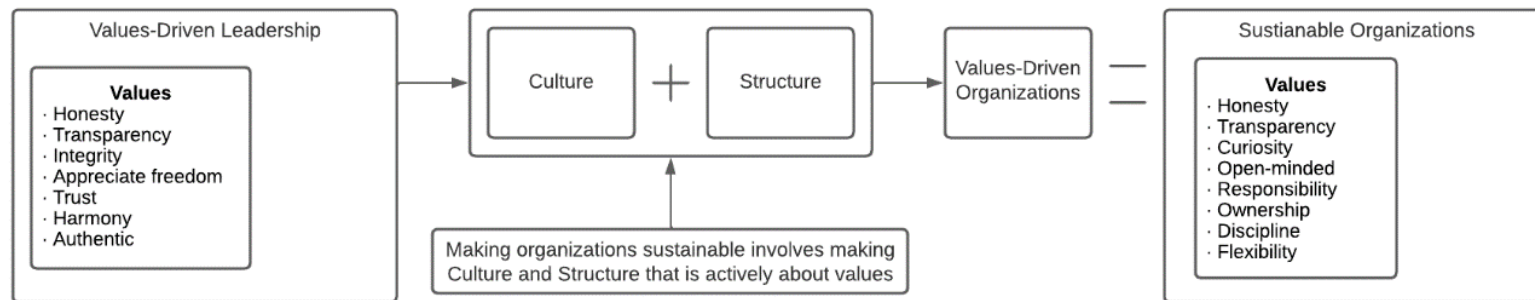 Values-Driven Leadership
Values
· Honesty
· Transparency
· Integrity
· Appreciate freedom
· Trust
· Harmony
· Authentic
Culture
+
Structure
Making organizations sustainable involves making
Culture and Structure that is actively about values
Values-Driven
Organizations
=
Sustianable Organizations
Values
· Honesty
· Transparency
· Curiosity
· Open-minded
· Responsibility
· Ownership
· Discipline
· Flexibility